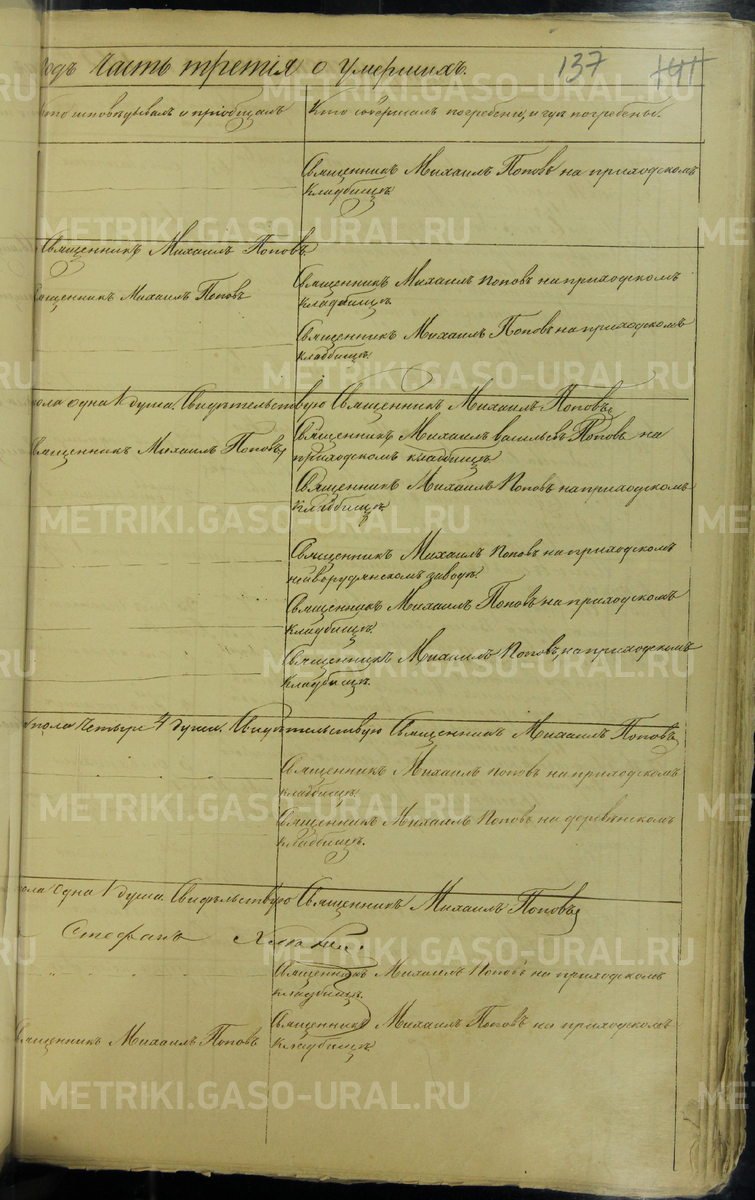 годъ Часть третія о умершихъ. 137 141
Кто исповѣдывалъ и пріобщалъ
Кто совершалъ погребеніе, и гдѣ погребены.
Священникъ Михаилъ Поповъ на приходскомъ
Кладбищѣ.
Священникъ Михаилъ Поповъ.
Священникъ Михаилъ Поповъ на приходскомъ
Кладбищѣ.
Священникъ Михаилъ Поповъ
Священникъ Михаилъ Поповъ на приходскомъ
Кладбищѣ.
пола одна 1 душа. Свидѣтельствую Священникъ Михаилъ Поповъ
Священникъ Михаилъ Поповъ
Священникъ Михаилъ Поповъ на
приходскомъ кладбищѣ
Священникъ Михаилъ Поповъ на приходскомъ
Кладбищѣ
Священникъ Михаилъ Поповъ на приходскомъ
заводѣ.
Священникъ Михаилъ Поповъ на приходскомъ
Кладбищѣ.
Священникъ Михаилъ Поповъ, на приходскомъ
Кладбищѣ.
пола четыре 4 души. Свидѣтельствую Священникъ Михаилъ Поповъ
Священникъ Михаилъ Поповъ на приходскомъ
кладбищѣ.
Священникъ Михаилъ Поповъ на деревянскомъ
Кладбищѣ.
пола одна 1 душа. Свидѣльствую Священникъ Михаилъ Поповъ
Стефанъ
Священникъ Михаилъ Поповъ на приходскомъ
кладбищѣ.
Священникъ Михаилъ Поповъ
Священникъ Михаилъ Поповъ на приходскомъ
Кладбищѣ
METRIKI.GASO-URAL.RU